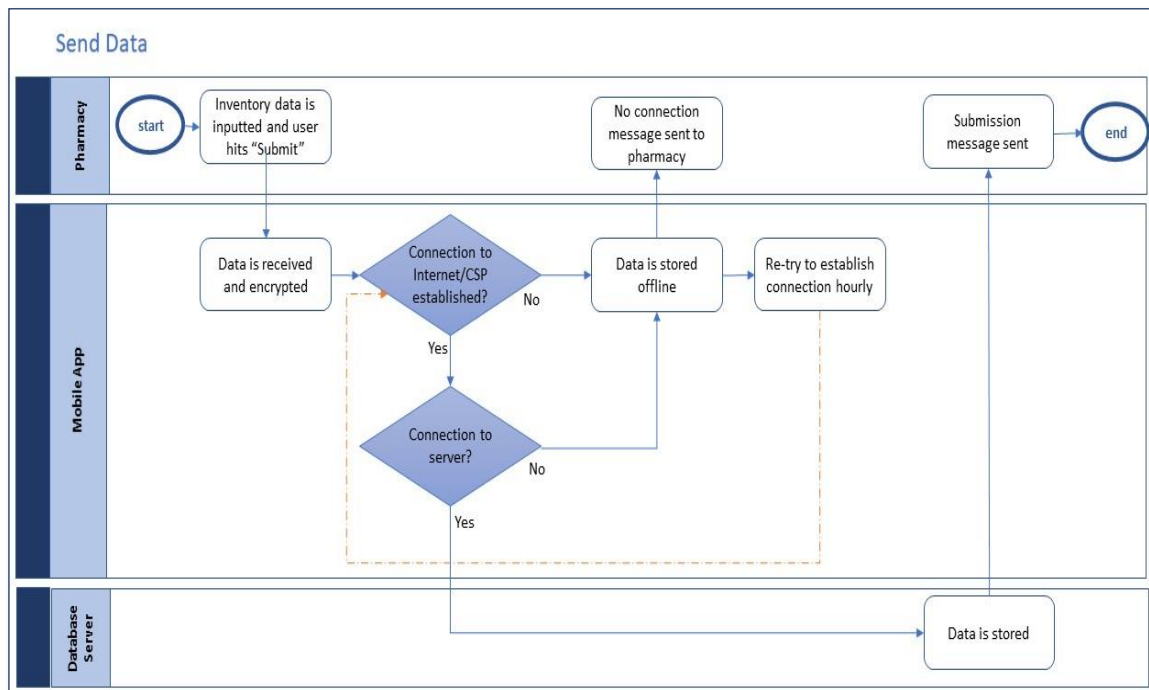 Send Data
Pharmacy
start
Inventory data is
inputted and user
hits “Submit”
No connection
message sent to
pharmacy
Submission
message sent
end
Mobile App
Data is received
and encrypted
Connection to
Internet/CSP
established?
No
Data is stored
offline
Re-try to establish
connection hourly
Yes
Connection to
server?
No
Yes
Database
Server
Data is stored